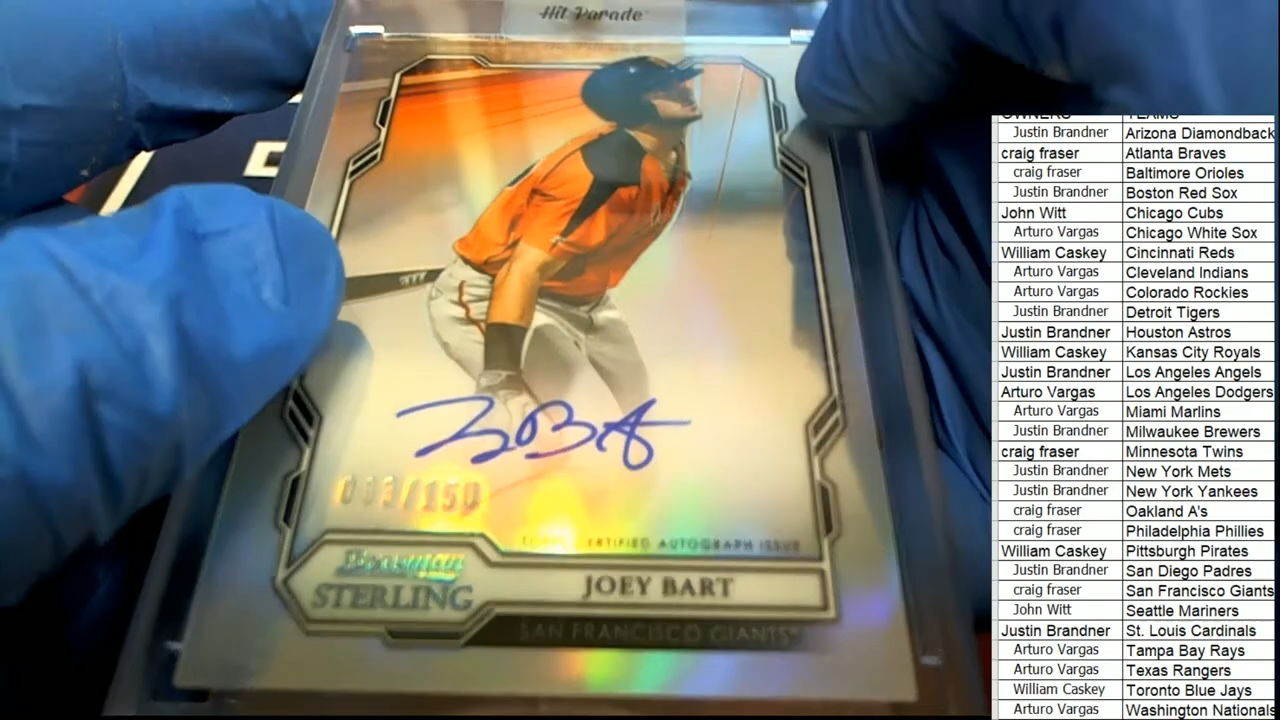 Hit Parade
BART
/150
TOPPS CERTIFIED AUTOGRAPH ISSUE
Bowman
STERLING
JOEY BART
SAN FRANCISCO GIANTS
OWNERS TEAMS
Justin Brandner Arizona Diamondback
craig fraser Atlanta Braves
craig fraser Baltimore Orioles
Justin Brandner Boston Red Sox
John Witt Chicago Cubs
Arturo Vargas Chicago White Sox
William Caskey Cincinnati Reds
Arturo Vargas Cleveland Indians
Arturo Vargas Colorado Rockies
Justin Brandner Detroit Tigers
Justin Brandner Houston Astros
William Caskey Kansas City Royals
Justin Brandner Los Angeles Angels
Arturo Vargas Los Angeles Dodgers
Arturo Vargas Miami Marlins
Justin Brandner Milwaukee Brewers
craig fraser Minnesota Twins
Justin Brandner New York Mets
Justin Brandner New York Yankees
craig fraser Oakland A's
craig fraser Philadelphia Phillies
William Caskey Pittsburgh Pirates
Justin Brandner San Diego Padres
craig fraser San Francisco Giants
John Witt Seattle Mariners
Justin Brandner St. Louis Cardinals
Arturo Vargas Tampa Bay Rays
Arturo Vargas Texas Rangers
William Caskey Toronto Blue Jays
Arturo Vargas Washington Nationals